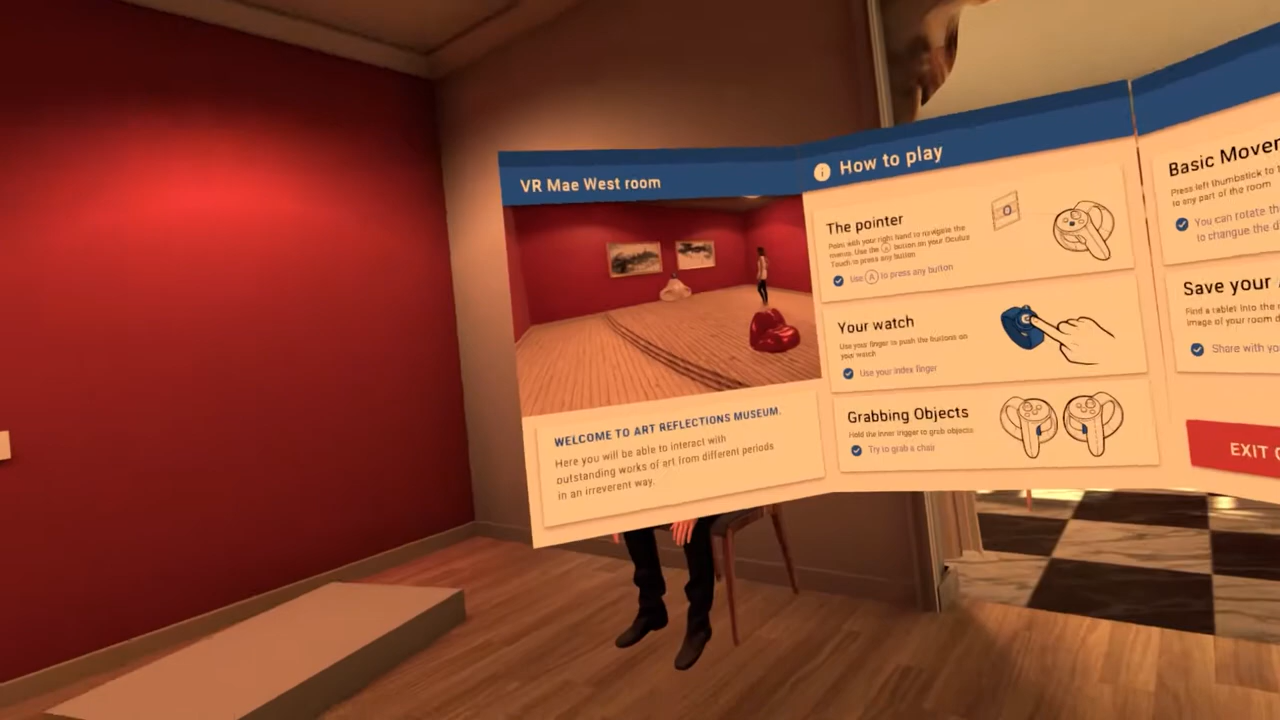 VR Mae West room
WELCOME TO ART REFLECTIONS MUSEUM.
Here you will be able to interact with
outstanding works of art from different periods
in an irreverent way.
How to play
The pointer
Point with your right hand to navigate the
menus. Use the A button on your Oculus
Touch to press any button
Use A to press any button
Your watch
Use your finger to push the buttons on
your watch
Use your index finger
Grabbing Objects
Hold the inner trigger to grab objects
Try to grab a chair
Basic
Press left thumbstick to
to any part of the room
You can rotate
to changue the
Save your
Find a tablet into the
image of your room
Share with
EXIT